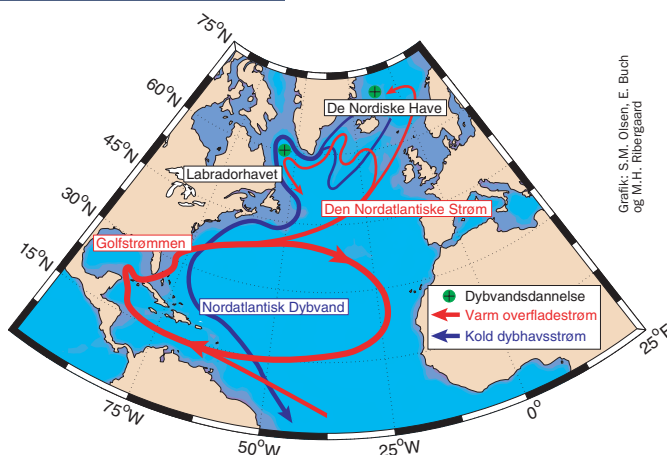 75°N
60°N
45°N
30°N
15°N
De Nordiske Have
Labradorhavet
Den Nordatlantiske Strøm
Golfstrømmen
Nordatlantisk Dybvand
Dybvandsdannelse
Varm overfladestrøm
Kold dybhavsstrøm
75°W
50°W
25°W
0°
25°E
Grafik: S.M. Olsen, E. Buch
og M.H. Ribergaard